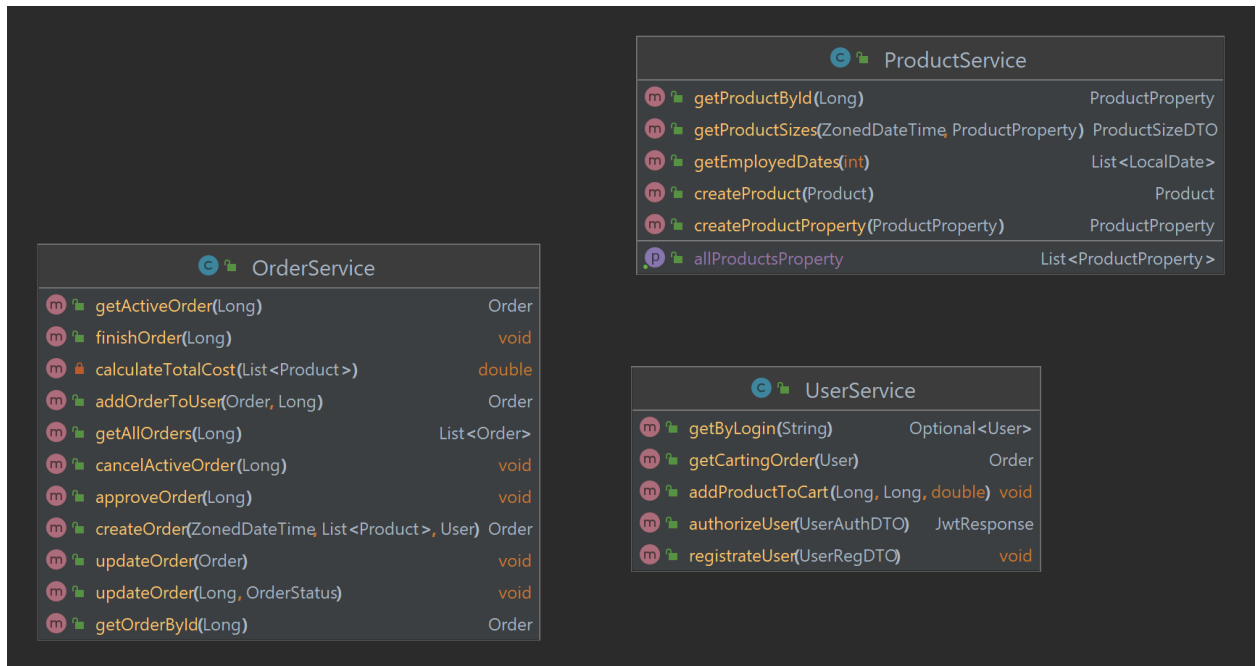 ProductService
getProductById(Long) ProductProperty
getProductSizes(ZonedDateTime, ProductProperty) ProductSizeDTO
getEmployedDates(int) List<LocalDate>
createProduct(Product) Product
createProductProperty(ProductProperty) ProductProperty
allProductsProperty List<ProductProperty>
OrderService
getActiveOrder(Long) Order
finishOrder(Long) void
calculateTotalCost(List<Product>) double
addOrderToUser(Order, Long) Order
getAllOrders(Long) List<Order>
cancelActiveOrder(Long) void
approveOrder(Long) void
createOrder(ZonedDateTime, List<Product>, User) Order
updateOrder(Order) void
updateOrder(Long, OrderStatus) void
getOrderById(Long) Order
UserService
getByLogin(String) Optional<User>
getCartingOrder(User) Order
addProductToCart(Long, Long, double) void
authorizeUser(UserAuthDTO) JwtResponse
registrateUser(UserRegDTO) void